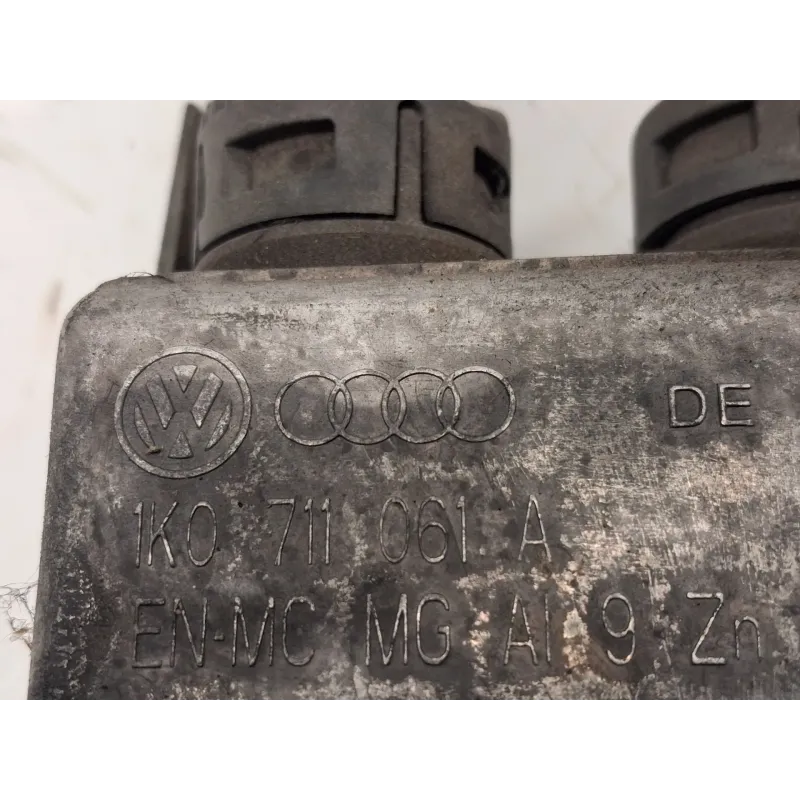 DE
1K0 711 061 A
EN-MC MG Al 9 Zn